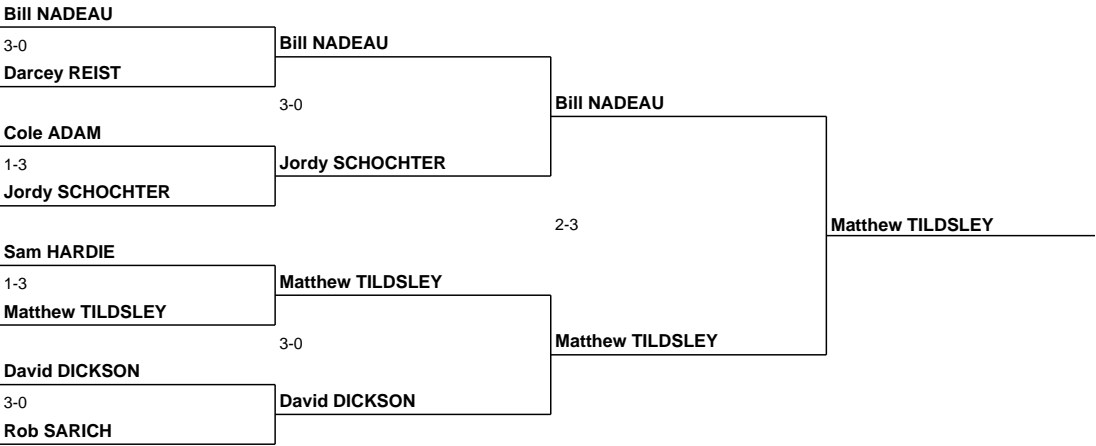 Bill NADEAU
3-0
Darcey REIST
Cole ADAM
1-3
Jordy SCHOCHTER
Sam HARDIE
1-3
Matthew TILDSLEY
David DICKSON
3-0
Rob SARICH
Bill NADEAU
3-0
Jordy SCHOCHTER
Matthew TILDSLEY
3-0
David DICKSON
Bill NADEAU
2-3
Matthew TILDSLEY
Matthew TILDSLEY